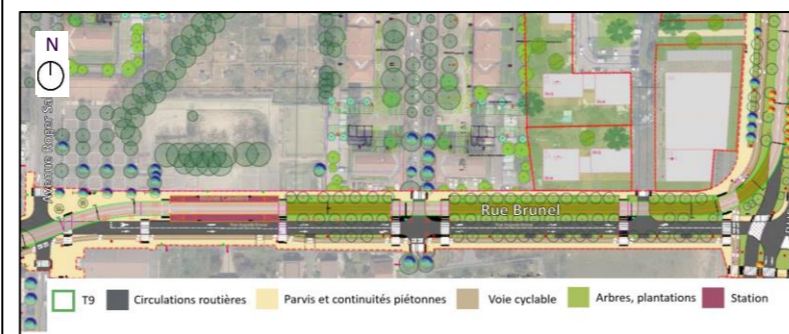 N
Avenue Roger Sa
Rue Brunel
T9
Circulations routières
Parvis et continuités piétonnes
Voie cyclable
Arbres, plantations
Station